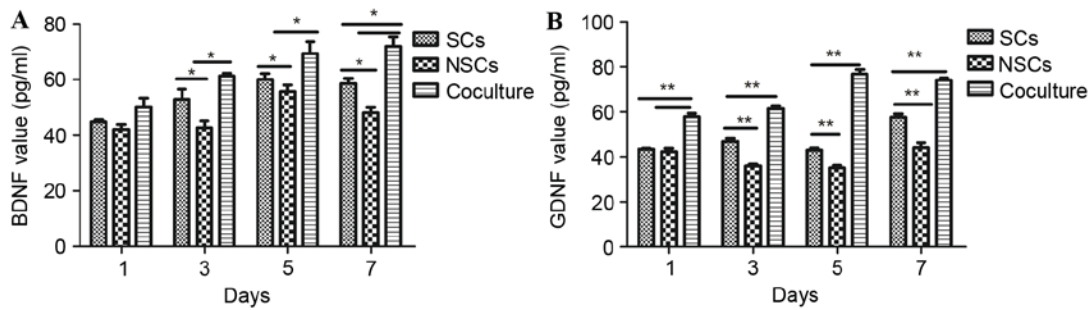 A
BDNF value (pg/ml)
80
60
40
20
0
* * * * * *
SCs
NSCs
Coculture
1 3 5 7
Days
B
GDNF value (pg/ml)
100
80
60
40
20
0
** ** ** ** ** ** **
SCs
NSCs
Coculture
1 3 5 7
Days